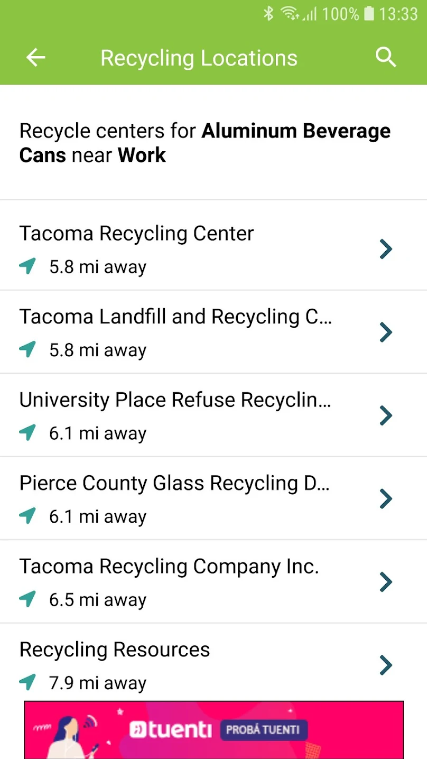 100% 13:33
Recycling Locations
Recycle centers for Aluminum Beverage
Cans near Work
Tacoma Recycling Center
5.8 mi away
Tacoma Landfill and Recycling C...
5.8 mi away
University Place Refuse Recyclin...
6.1 mi away
Pierce County Glass Recycling D...
6.1 mi away
Tacoma Recycling Company Inc.
6.5 mi away
Recycling Resources
7.9 mi away
tuenti PROBÁ TUENTI